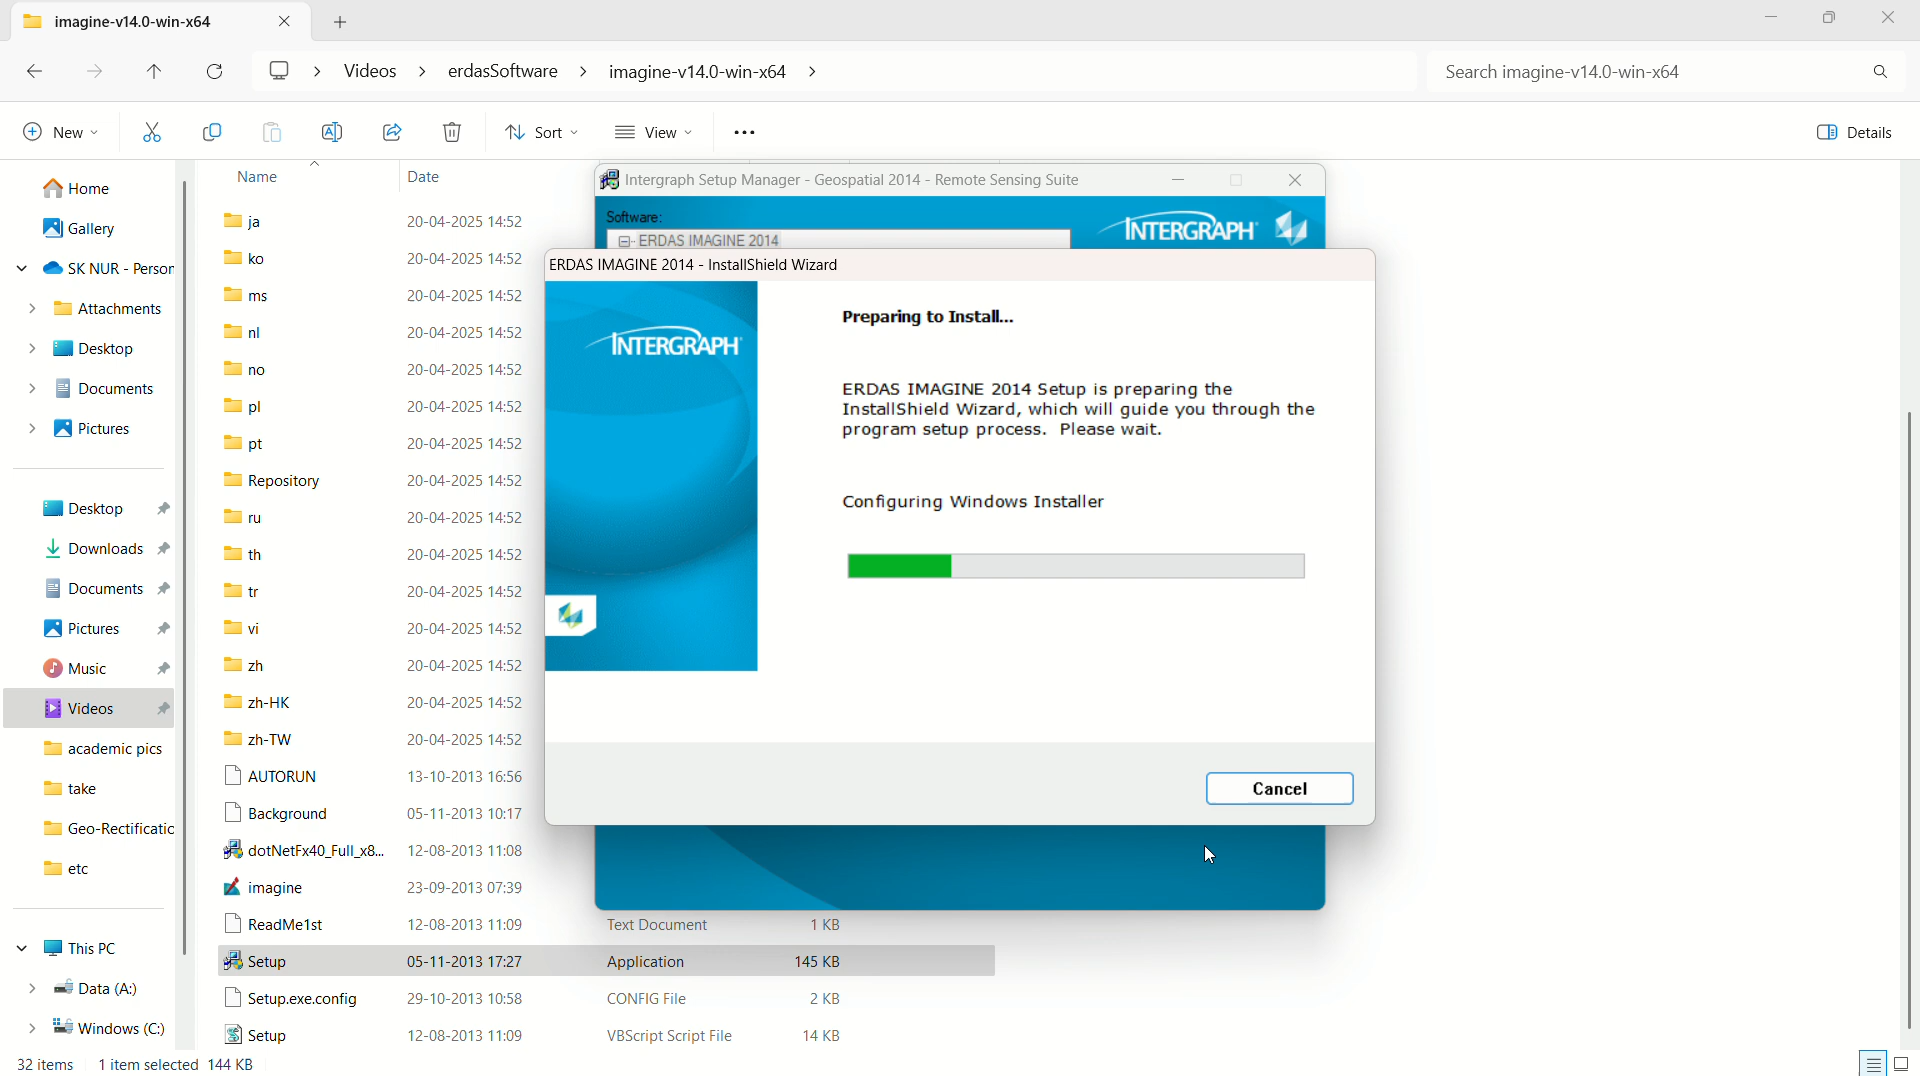 imagine-v14.0-win-x64
Videos
erdasSoftware
imagine-v14.0-win-x64
Search imagine-v14.0-win-x64
New
Sort
View
Details
Home
Gallery
SK NUR - Person
Attachments
Desktop
Documents
Pictures
Desktop
Downloads
Documents
Pictures
Music
Videos
academic pics
take
Geo-Rectificatio
etc
This PC
Data (A:)
Windows (C:)
Name Date
ja 20-04-2025 14:52
ko 20-04-2025 14:52
ms 20-04-2025 14:52
nl 20-04-2025 14:52
no 20-04-2025 14:52
pl 20-04-2025 14:52
pt 20-04-2025 14:52
Repository 20-04-2025 14:52
ru 20-04-2025 14:52
th 20-04-2025 14:52
tr 20-04-2025 14:52
vi 20-04-2025 14:52
zh 20-04-2025 14:52
zh-HK 20-04-2025 14:52
zh-TW 20-04-2025 14:52
AUTORUN 13-10-2013 16:56
Background 05-11-2013 10:17
dotNetFx40_Full_x8... 12-08-2013 11:08
imagine 23-09-2013 07:39
ReadMe1st 12-08-2013 11:09 Text Document 1 KB
Setup 05-11-2013 17:27 Application 145 KB
Setup.exe.config 29-10-2013 10:58 CONFIG File 2 KB
Setup 12-08-2013 11:09 VBScript Script File 14 KB
Intergraph Setup Manager - Geospatial 2014 - Remote Sensing Suite
Software:
ERDAS IMAGINE 2014
INTERGRAPH
ERDAS IMAGINE 2014 - InstallShield Wizard
INTERGRAPH
Preparing to Install...
ERDAS IMAGINE 2014 Setup is preparing the
InstallShield Wizard, which will guide you through the
program setup process. Please wait.
Configuring Windows Installer
Cancel
32 items 1 item selected 144 KB